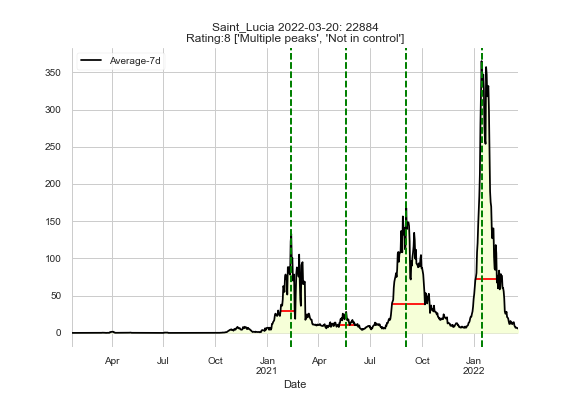 Saint_Lucia 2022-03-20: 22884
Rating:8 ['Multiple peaks', 'Not in control']
Average-7d
350
300
250
200
150
100
50
0
Apr
Jul
Oct
Jan
2021
Apr
Jul
Oct
Jan
2022
Date